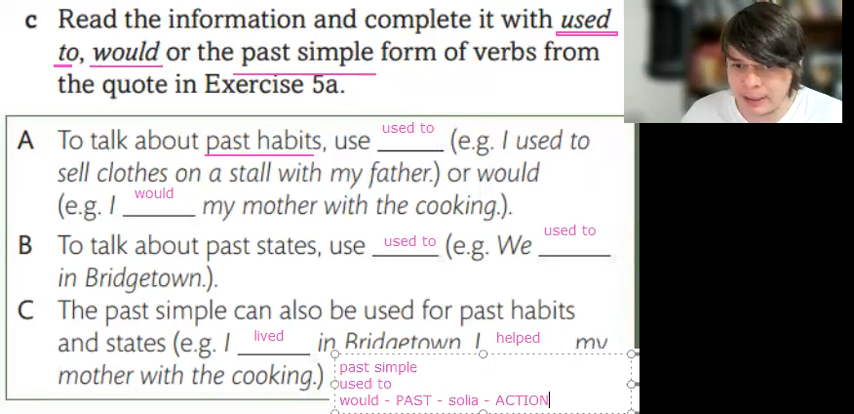 c Read the information and complete it with used
to, would or the past simple form of verbs from
the quote in Exercise 5a.
used to
A To talk about past habits, use ______ (e.g. I used to
sell clothes on a stall with my father.) or would
would
(e.g. I ______ my mother with the cooking.).
used to
B To talk about past states, use used to (e.g. We ______
in Bridgetown.).
C The past simple can also be used for past habits
and states (e.g. I lived in Bridgetown I helped my
mother with the cooking.)
past simple
used to
would - PAST - solia - ACTION